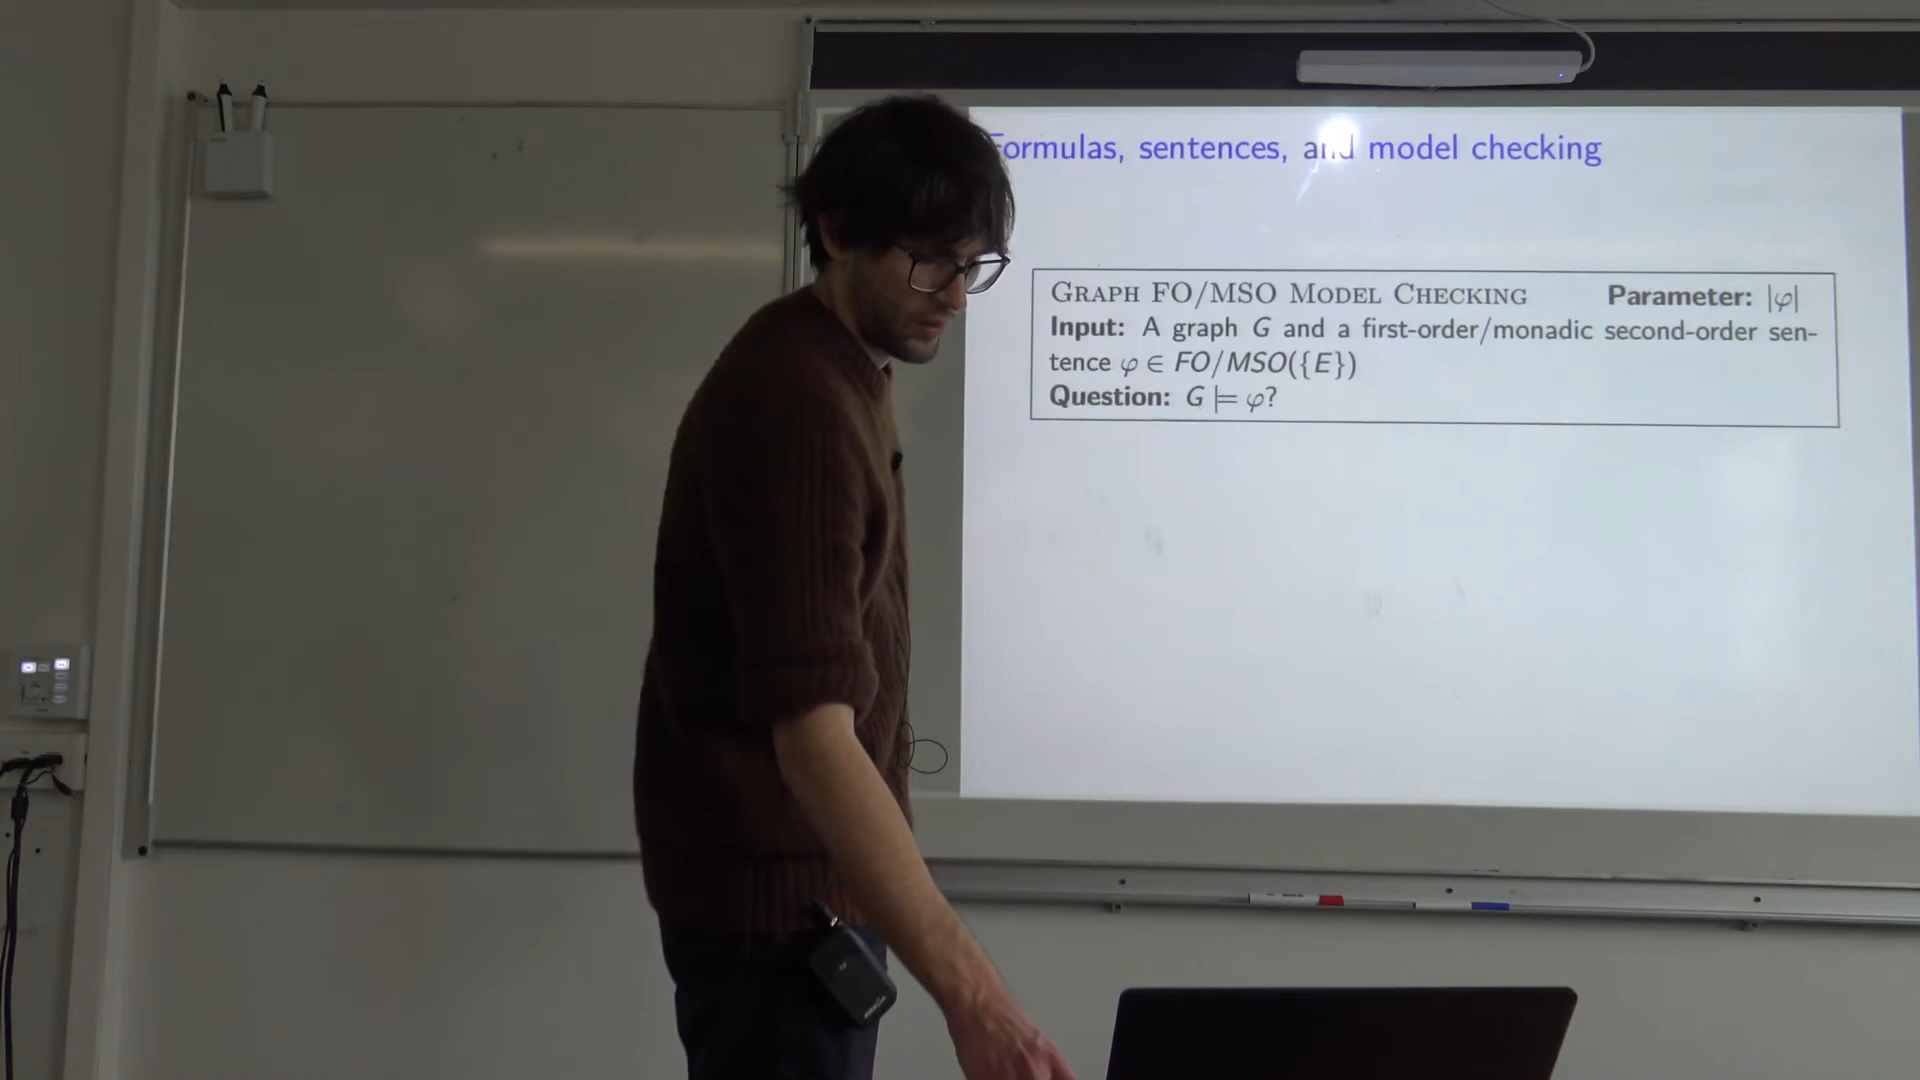 Formulas, sentences, and model checking
GRAPH FO/MSO MODEL CHECKING Parameter: |φ|
Input: A graph G and a first-order/monadic second-order sen-
tence φ ∈ FO/MSO({E})
Question: G ⊨ φ?